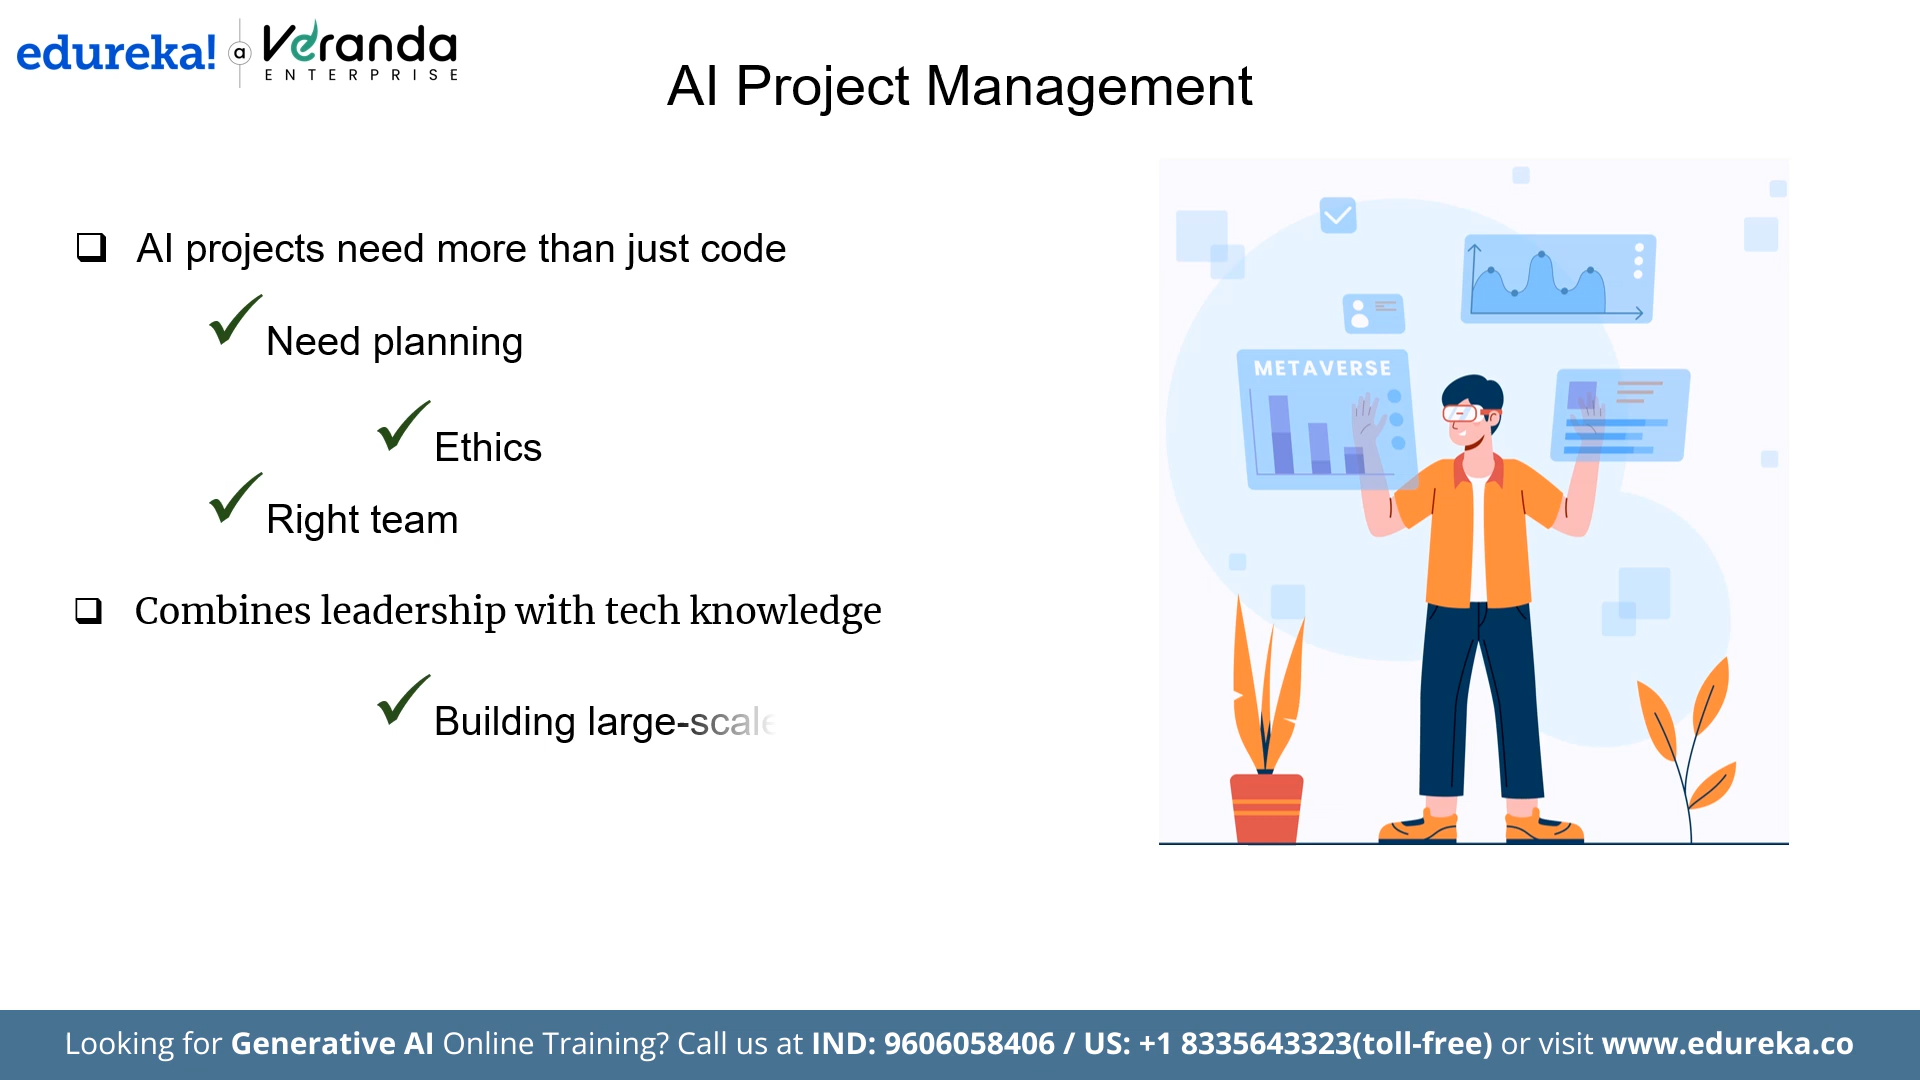 edureka! a Veranda
ENTERPRISE
AI Project Management
AI projects need more than just code
Need planning
Ethics
Right team
Combines leadership with tech knowledge
Building large-scale
METAVERSE
Looking for Generative AI Online Training? Call us at IND: 9606058406 / US: +1 8335643323(toll-free) or visit www.edureka.co